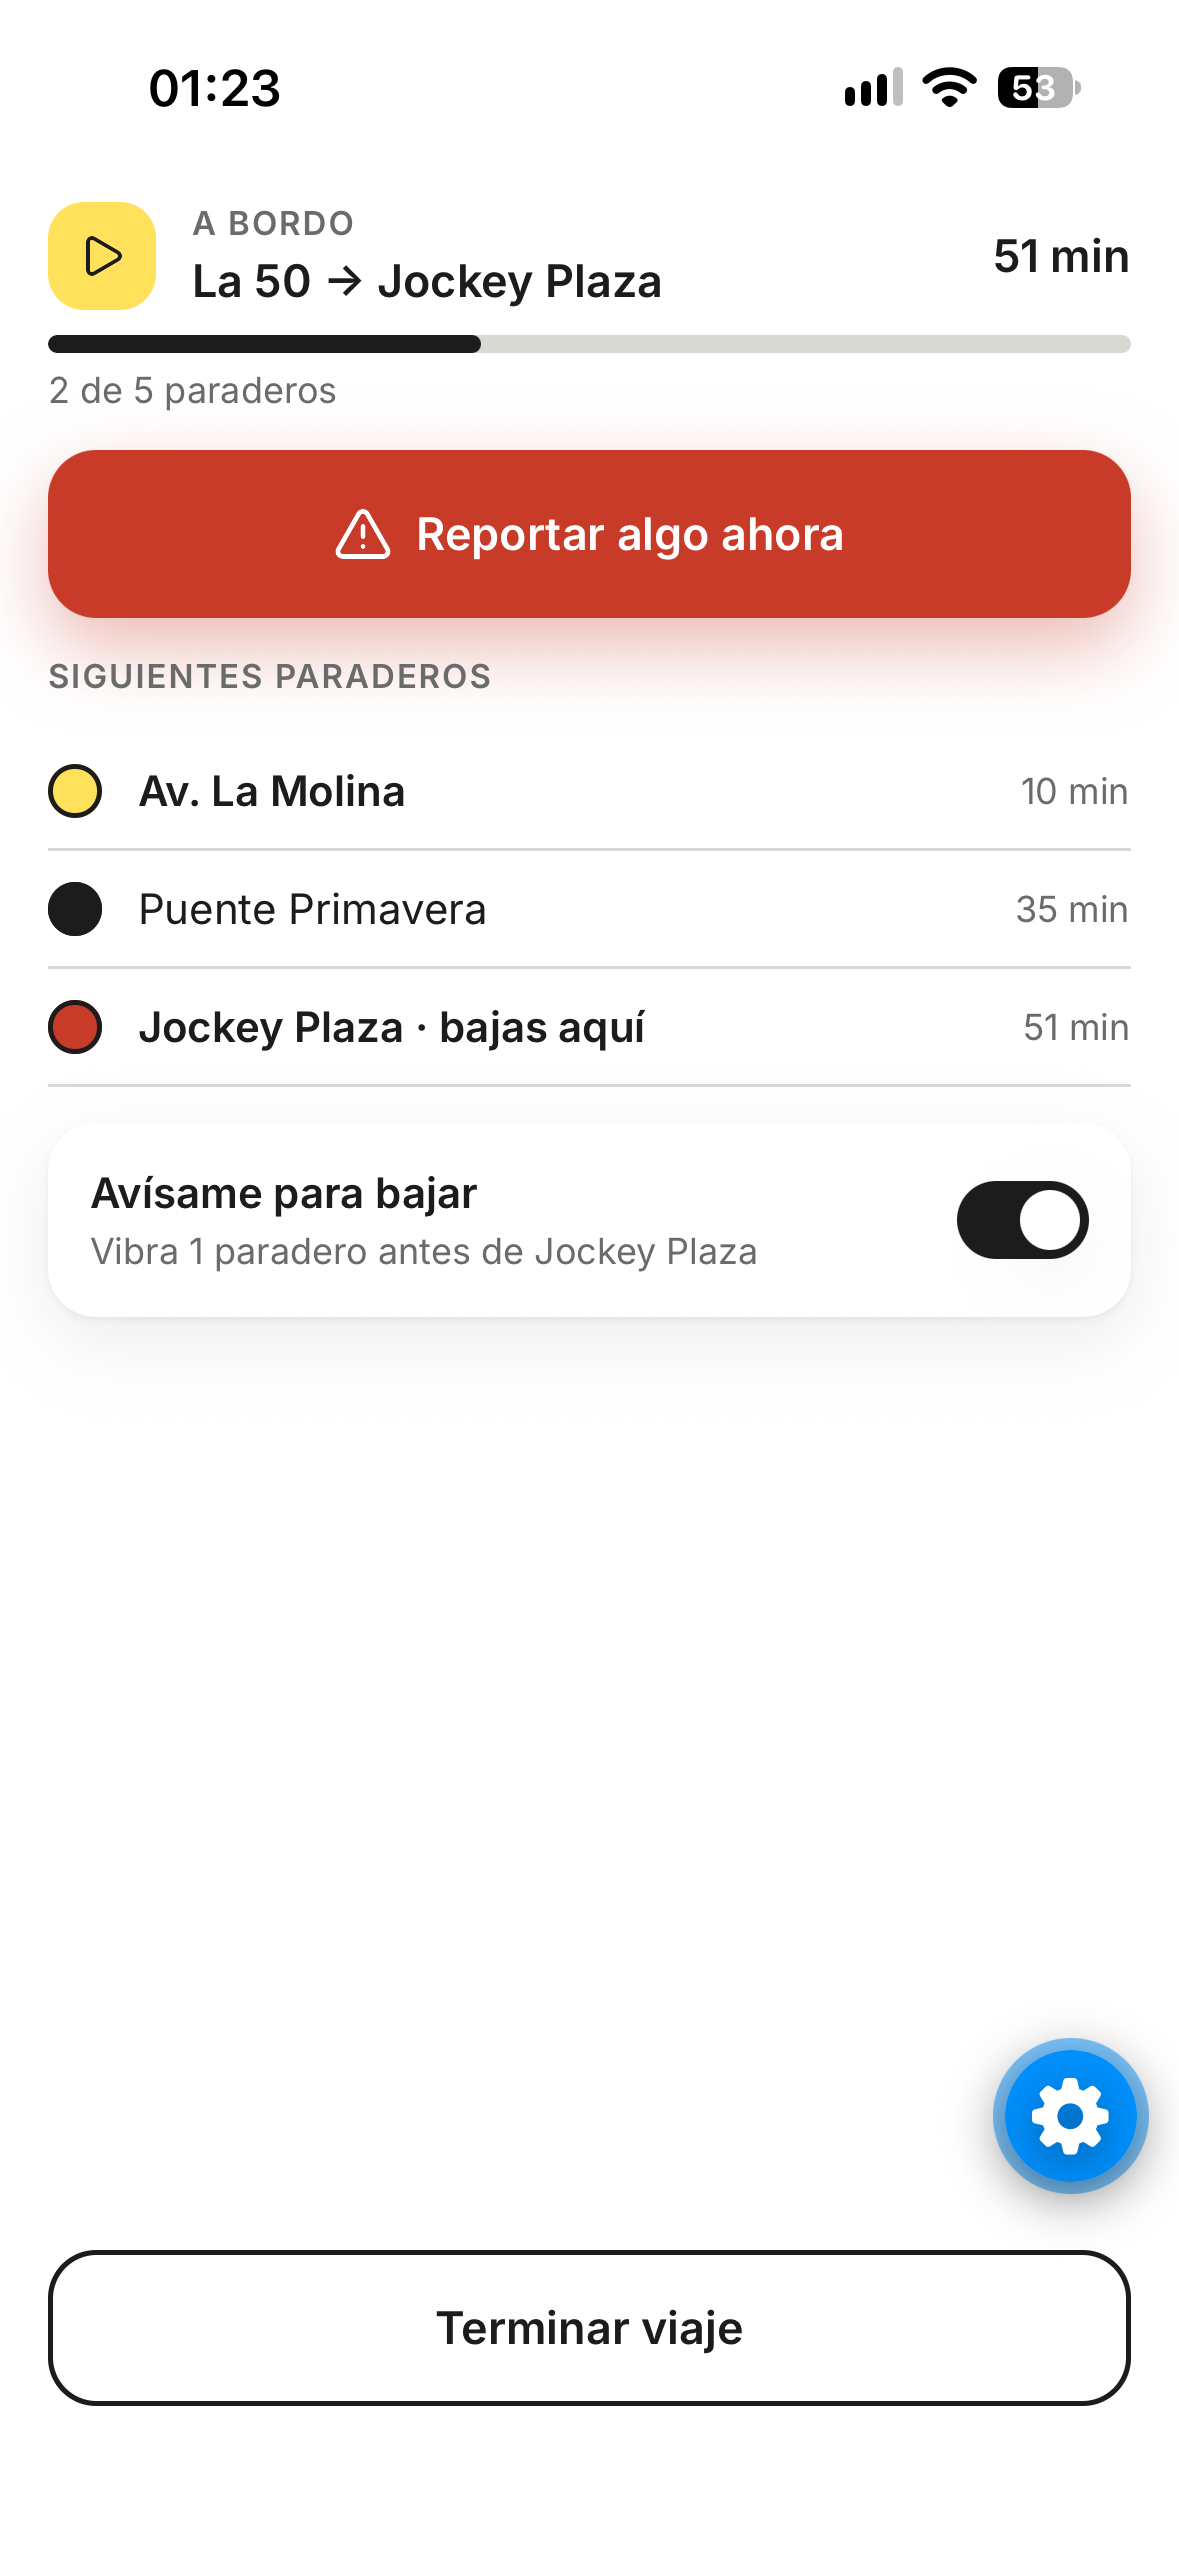 01:23
53
A BORDO
La 50 → Jockey Plaza
51 min
2 de 5 paraderos
Reportar algo ahora
SIGUIENTES PARADEROS
Av. La Molina
10 min
Puente Primavera
35 min
Jockey Plaza · bajas aquí
51 min
Avísame para bajar
Vibra 1 paradero antes de Jockey Plaza
Terminar viaje